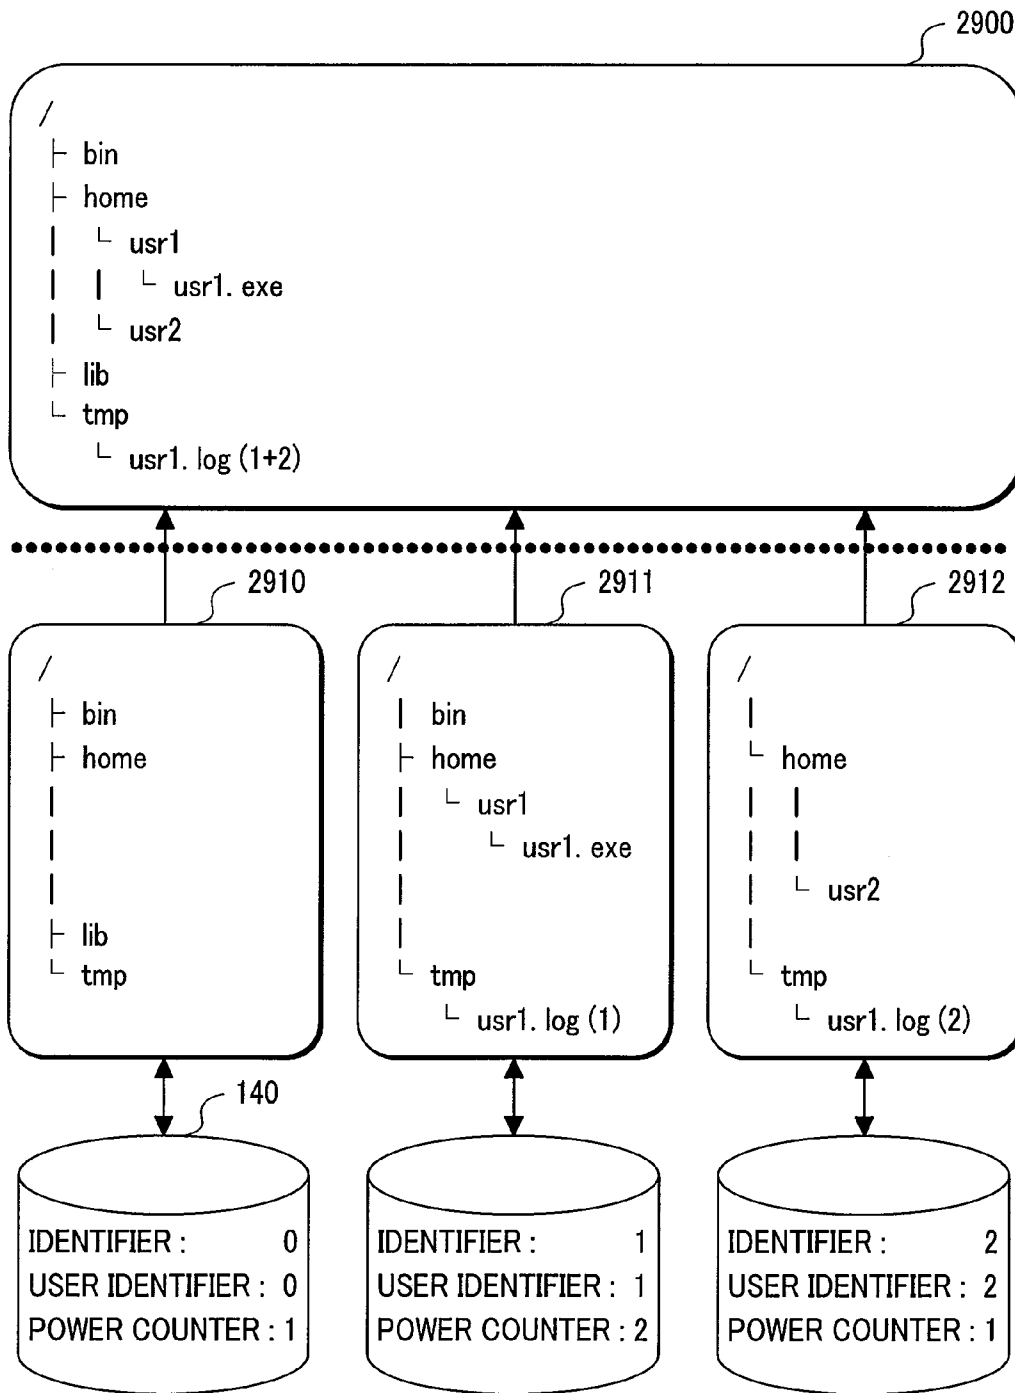 2900
/
├ bin
├ home
| └ usr1
| | └ usr1.exe
| └ usr2
├ lib
└ tmp
└ usr1.log (1+2)
2910
/
├ bin
├ home
|
|
|
├ lib
└ tmp
2911
/
| bin
├ home
| └ usr1
| └ usr1.exe
|
|
└ tmp
└ usr1.log (1)
2912
/
|
└ home
| |
| |
| └ usr2
|
└ tmp
└ usr1.log (2)
140
IDENTIFIER : 0
USER IDENTIFIER : 0
POWER COUNTER : 1
IDENTIFIER : 1
USER IDENTIFIER : 1
POWER COUNTER : 2
IDENTIFIER : 2
USER IDENTIFIER : 2
POWER COUNTER : 1